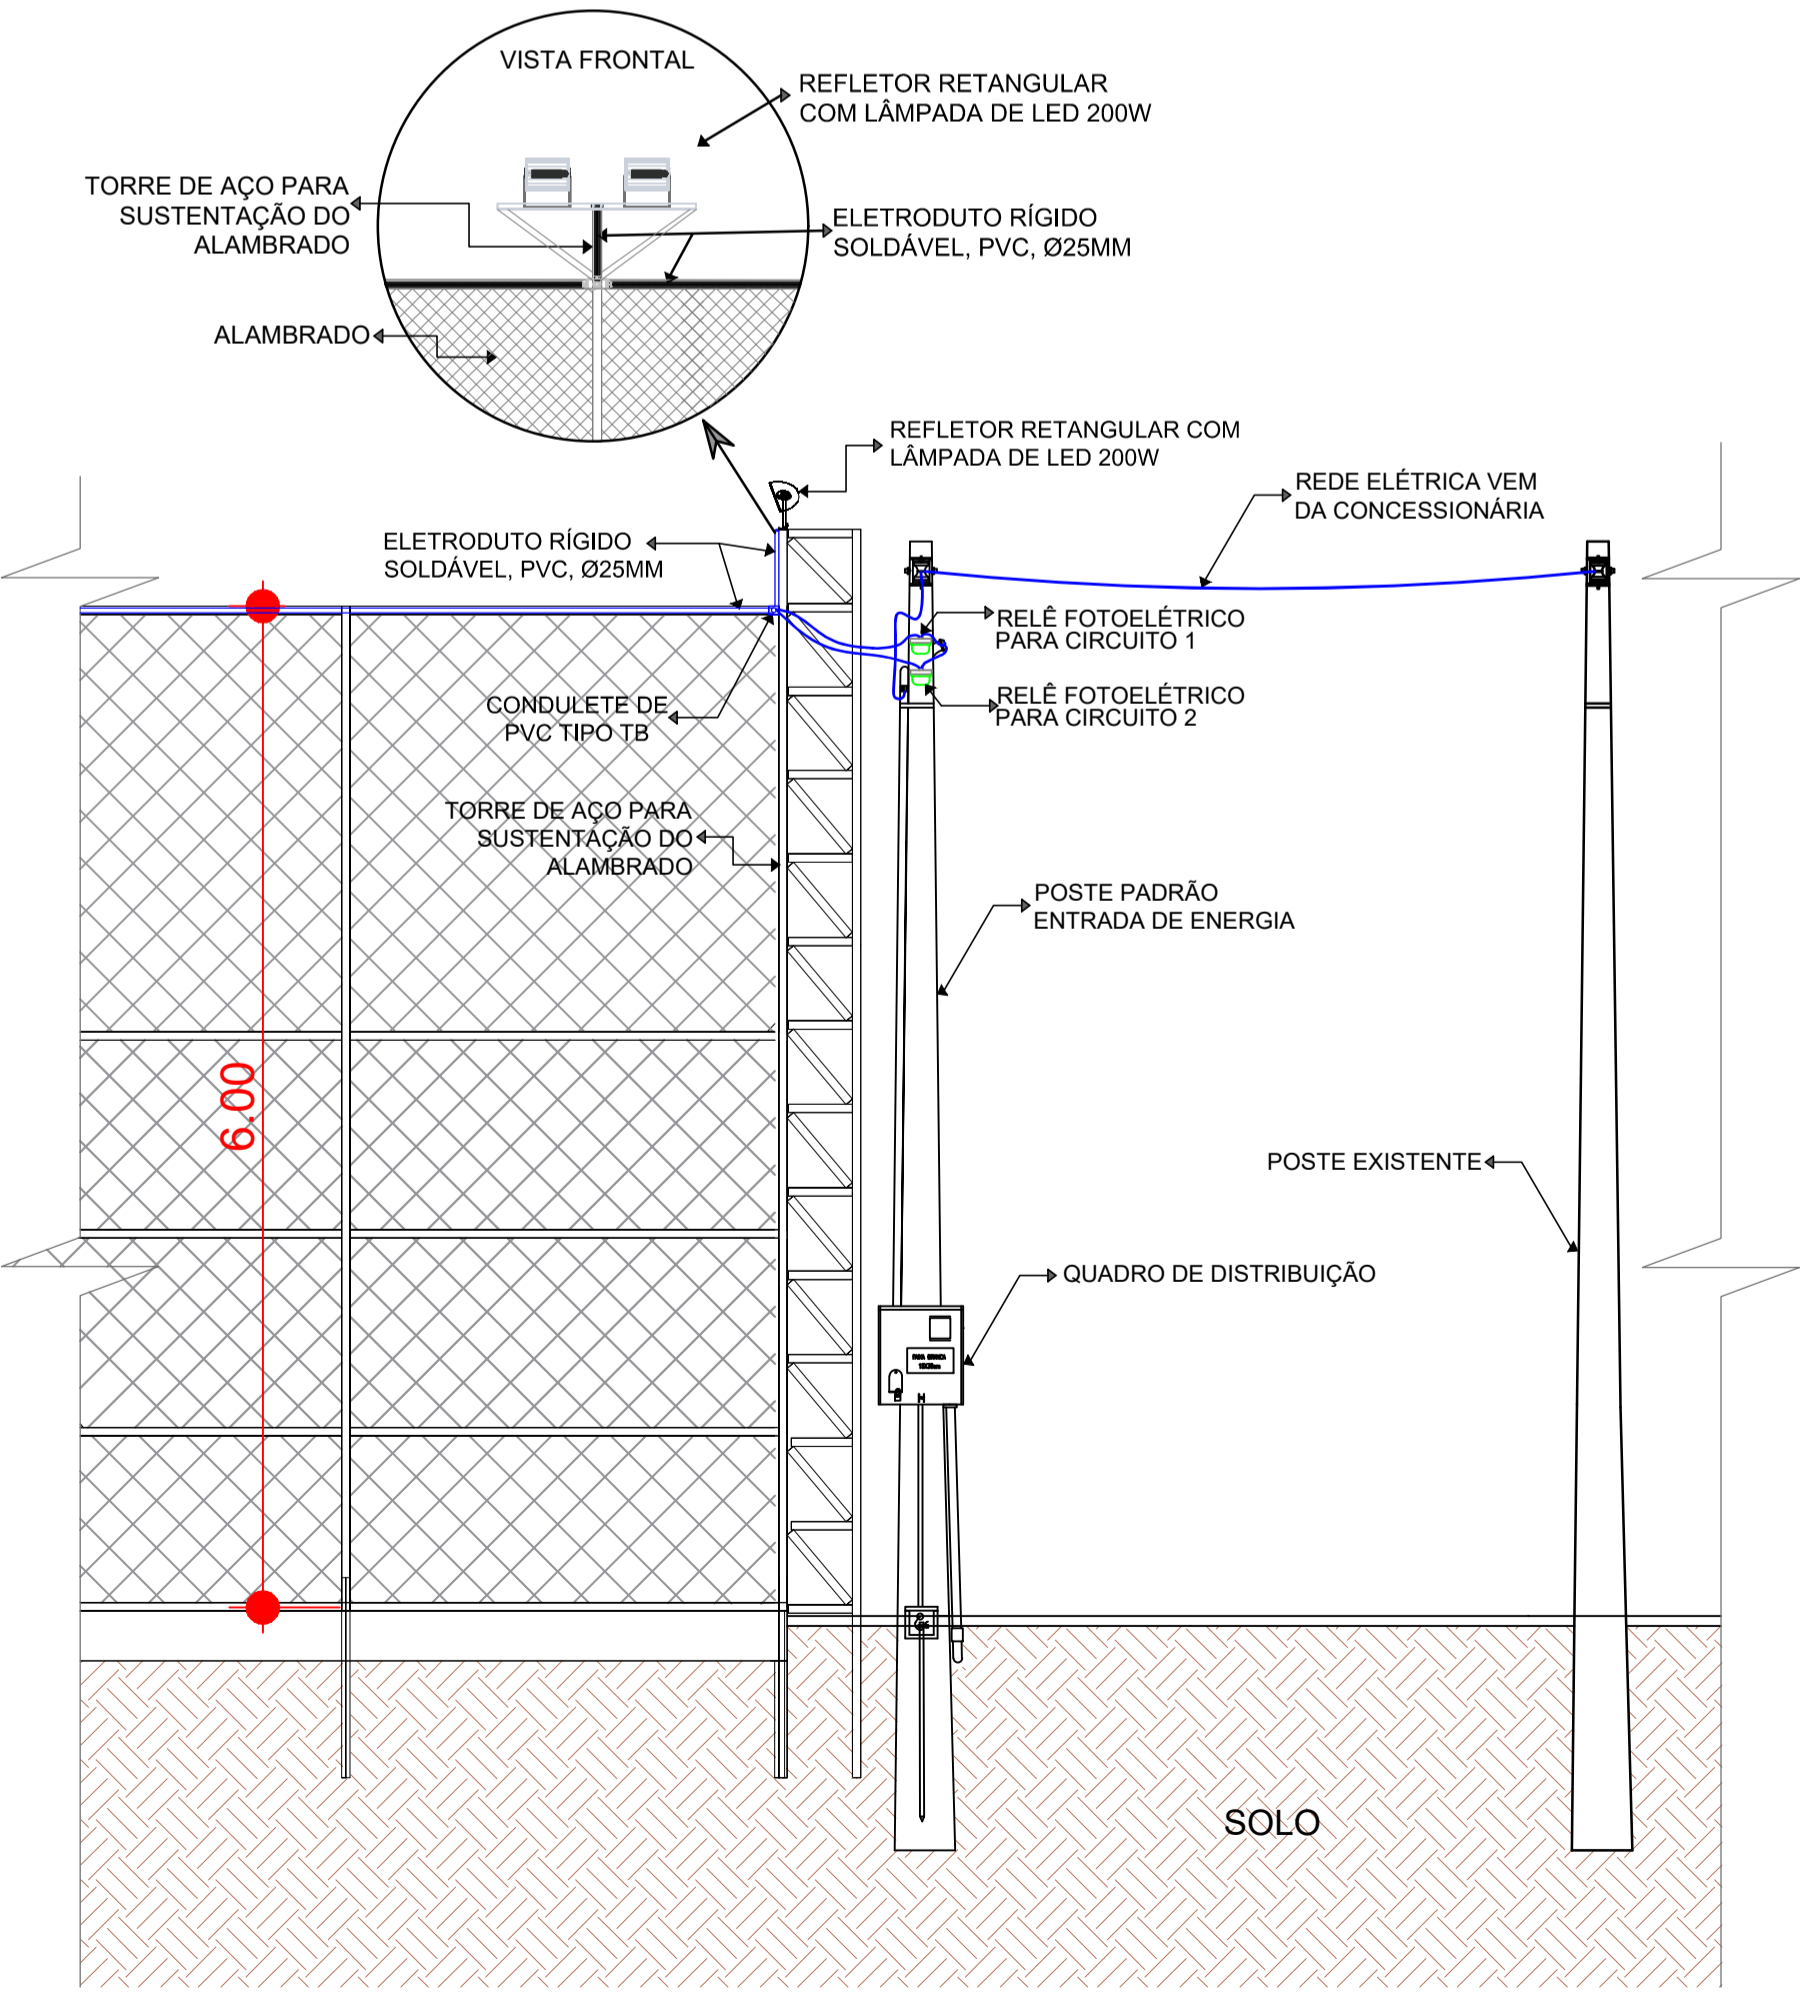 VISTA FRONTAL
REFLETOR RETANGULAR
COM LÂMPADA DE LED 200W
TORRE DE AÇO PARA
SUSTENTAÇÃO DO
ALAMBRADO
ELETRODUTO RÍGIDO
SOLDÁVEL, PVC, Ø25MM
ALAMBRADO
REFLETOR RETANGULAR COM
LÂMPADA DE LED 200W
REDE ELÉTRICA VEM
DA CONCESSIONÁRIA
ELETRODUTO RÍGIDO
SOLDÁVEL, PVC, Ø25MM
RELÊ FOTOELÉTRICO
PARA CIRCUITO 1
RELÊ FOTOELÉTRICO
PARA CIRCUITO 2
CONDULETE DE
PVC TIPO TB
TORRE DE AÇO PARA
SUSTENTAÇÃO DO
ALAMBRADO
POSTE PADRÃO
ENTRADA DE ENERGIA
6.00
POSTE EXISTENTE
QUADRO DE DISTRIBUIÇÃO
SOLO